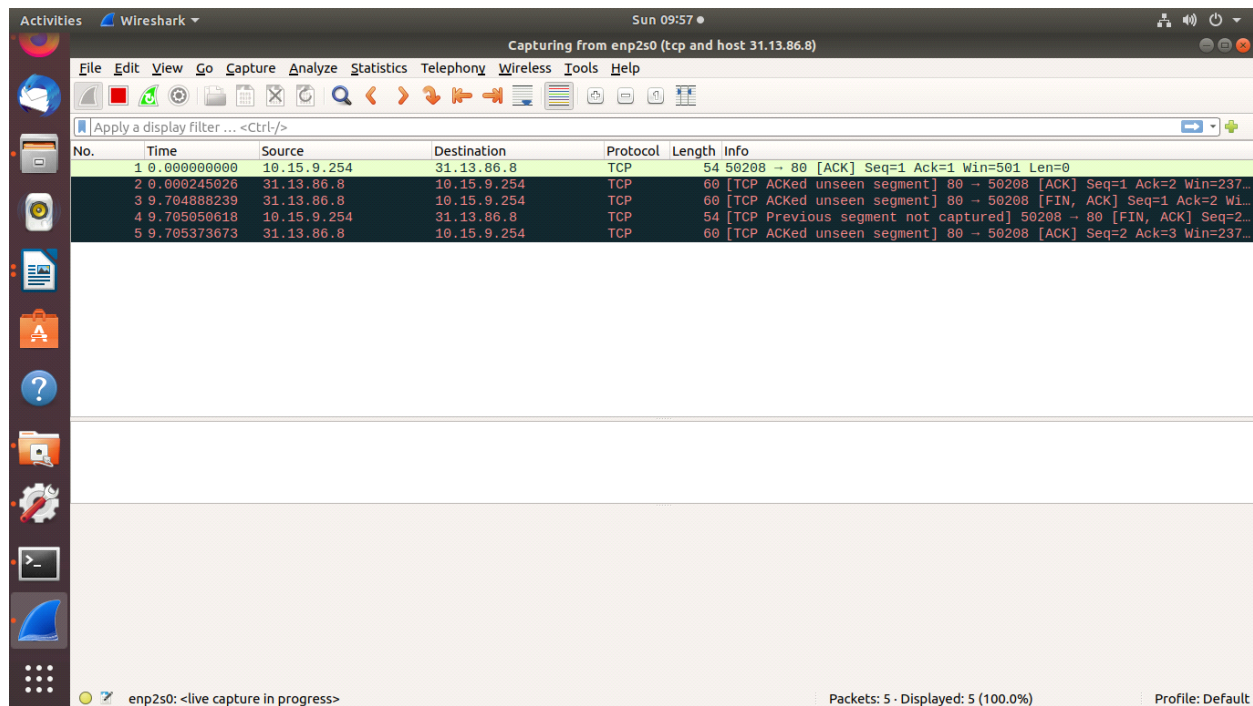 Activities Wireshark Sun 09:57
Capturing from enp2s0 (tcp and host 31.13.86.8)
File Edit View Go Capture Analyze Statistics Telephony Wireless Tools Help
Apply a display filter … <Ctrl-/>
No. Time Source Destination Protocol Length Info
1 0.000000000 10.15.9.254 31.13.86.8 TCP 54 50208 → 80 [ACK] Seq=1 Ack=1 Win=501 Len=0
2 0.000245026 31.13.86.8 10.15.9.254 TCP 60 [TCP ACKed unseen segment] 80 → 50208 [ACK] Seq=1 Ack=2 Win=237…
3 9.704888239 31.13.86.8 10.15.9.254 TCP 60 [TCP ACKed unseen segment] 80 → 50208 [FIN, ACK] Seq=1 Ack=2 Wi…
4 9.705050618 10.15.9.254 31.13.86.8 TCP 54 [TCP Previous segment not captured] 50208 → 80 [FIN, ACK] Seq=2…
5 9.705373673 31.13.86.8 10.15.9.254 TCP 60 [TCP ACKed unseen segment] 80 → 50208 [ACK] Seq=2 Ack=3 Win=237…
enp2s0: <live capture in progress> Packets: 5 · Displayed: 5 (100.0%) Profile: Default